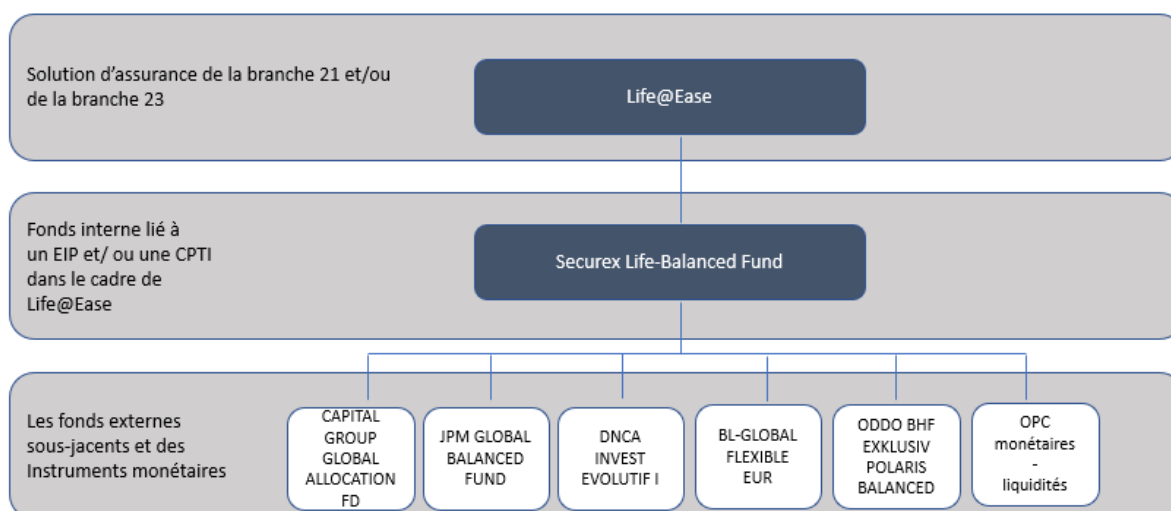 Solution d'assurance de la branche 21 et/ou
de la branche 23
Life@Ease
Fonds interne lié à
un EIP et/ ou une CPTI
dans le cadre de
Life@Ease
Securex Life-Balanced Fund
Les fonds externes
sous-jacents et des
Instruments monétaires
CAPITAL
GROUP
GLOBAL
ALLOCATION
FD
JPM GLOBAL
BALANCED
FUND
DNCA
INVEST
EVOLUTIF I
BL-GLOBAL
FLEXIBLE
EUR
ODDO BHF
EXKLUSIV
POLARIS
BALANCED
OPC
monétaires
-
liquidités